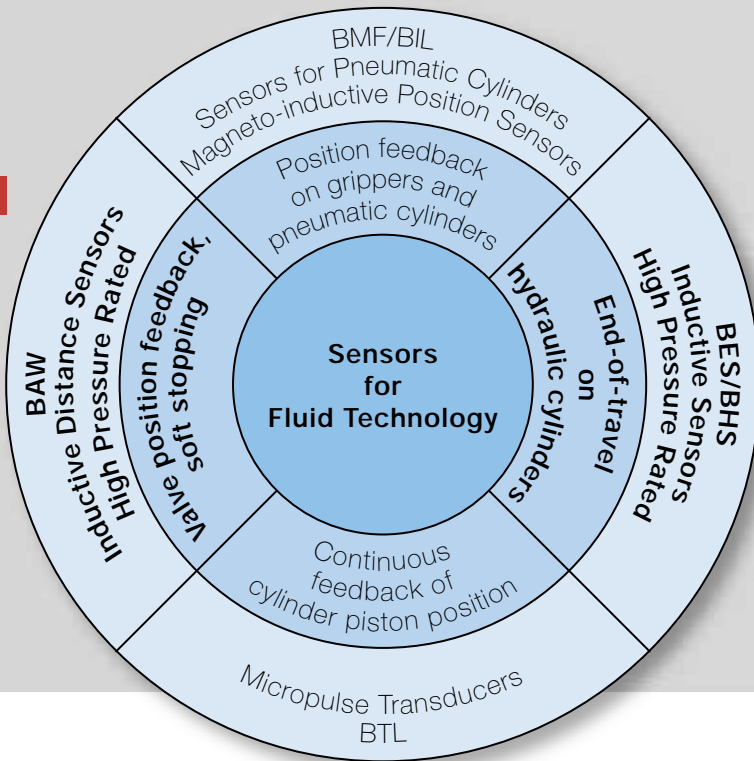 BMF/BIL
Sensors for Pneumatic Cylinders
Magneto-inductive Position Sensors
Position feedback
on grippers and
pneumatic cylinders
BAW
Inductive Distance Sensors
High Pressure Rated
Valve position feedback,
soft stopping
Sensors
for
Fluid Technology
End-of-travel
on
hydraulic cylinders
BES/BHS
Inductive Sensors
High Pressure Rated
Continuous
feedback of
cylinder piston position
Micropulse Transducers
BTL